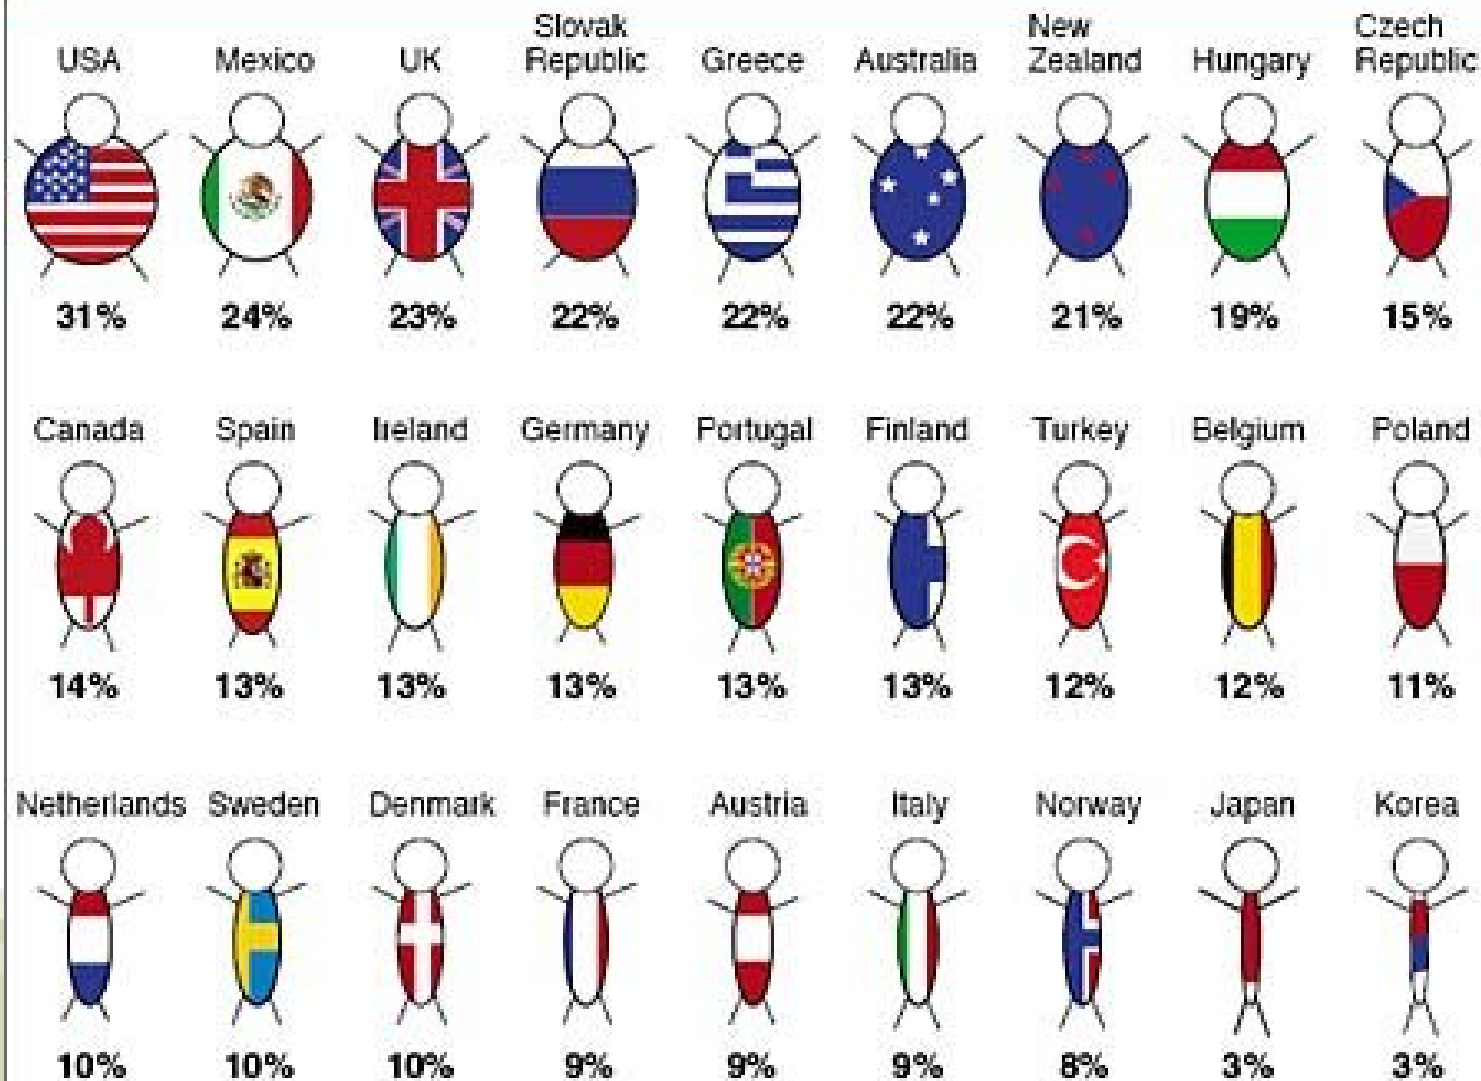 USA Mexico UK Slovak Republic Greece Australia New Zealand Hungary Czech Republic
31% 24% 23% 22% 22% 22% 21% 19% 15%
Canada Spain Ireland Germany Portugal Finland Turkey Belgium Poland
14% 13% 13% 13% 13% 13% 12% 12% 11%
Netherlands Sweden Denmark France Austria Italy Norway Japan Korea
10% 10% 10% 9% 9% 9% 8% 3% 3%